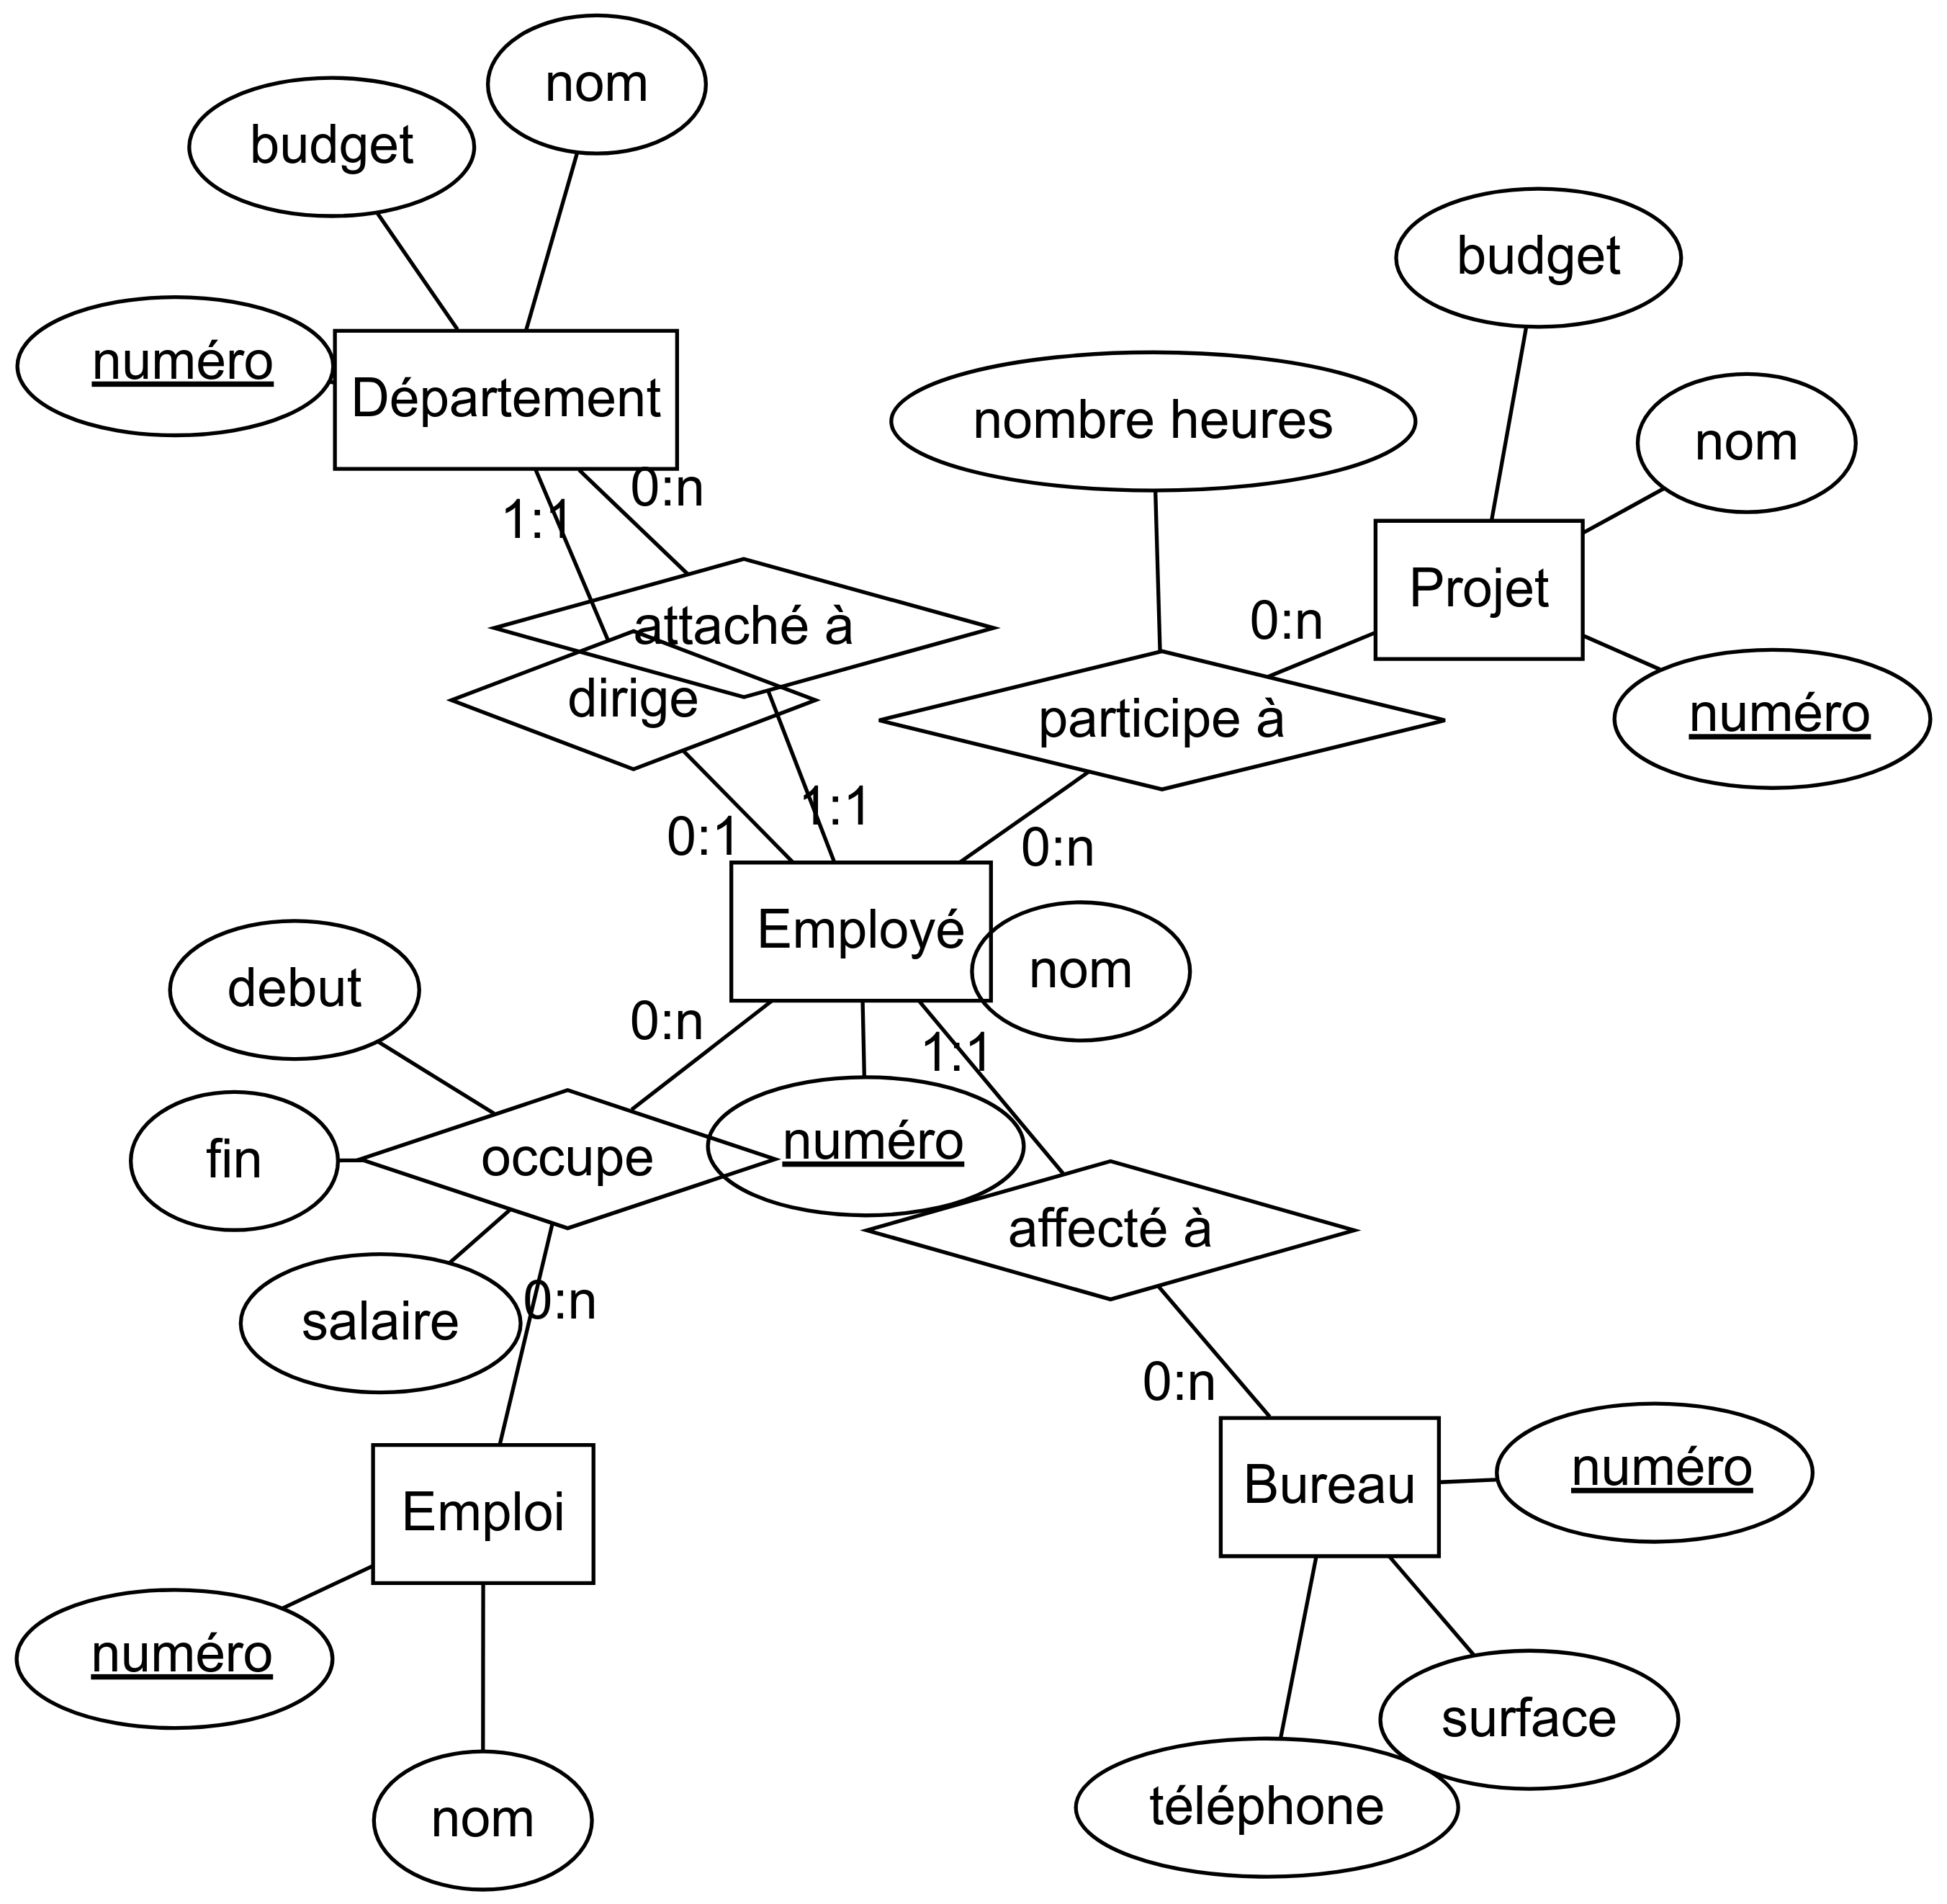 nom
budget
budget
numéro
Département
nombre heures
nom
0:n
1:1
Projet
0:n
attaché à
dirige
participe à
numéro
1:1
0:1
0:n
Employé
nom
debut
0:n
1:1
fin
occupe
numéro
affecté à
salaire
0:n
0:n
numéro
Bureau
Emploi
numéro
surface
téléphone
nom